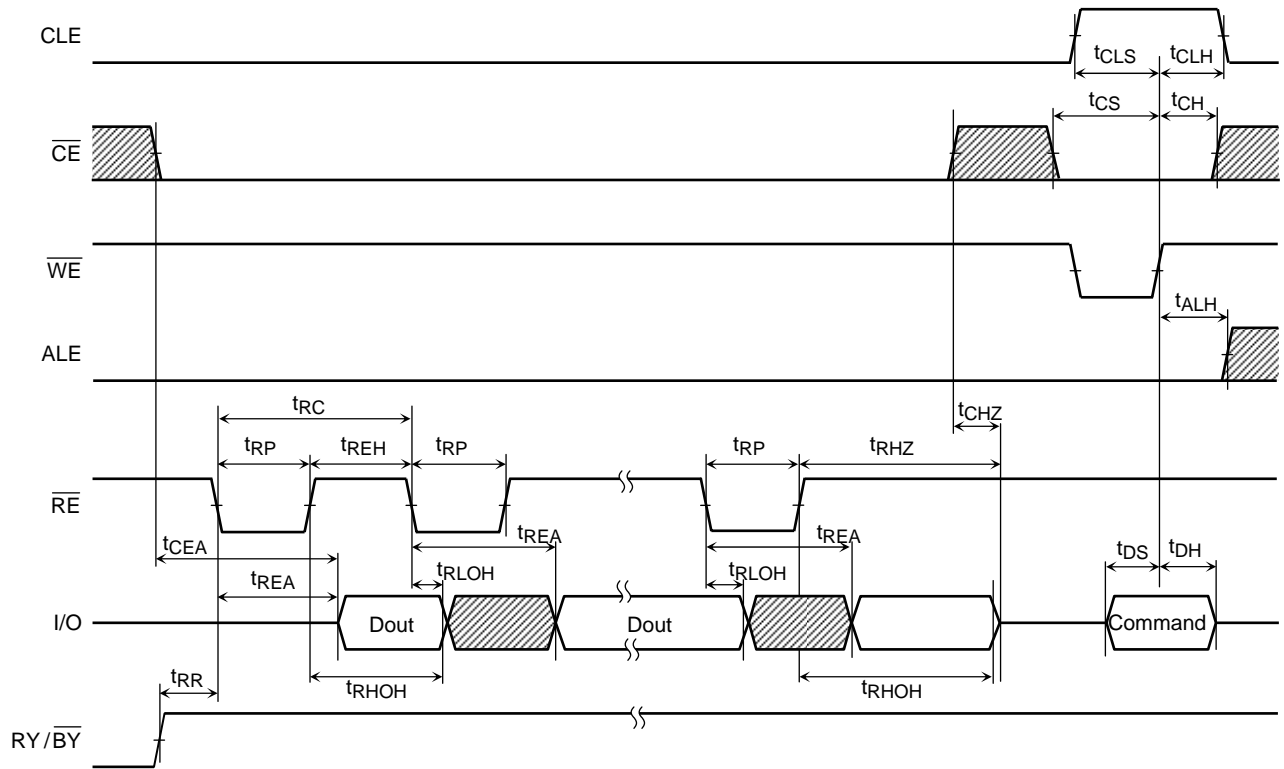 CLE
tCLS tCLH
tCS tCH
CE
WE
tALH
ALE
tRC
tCHZ
tRP tREH tRP tRP tRHZ
RE
tCEA tREA tREA
tREA tRLOH tRLOH tDS tDH
I/O Dout Dout Command
tRR tRHOH tRHOH
RY/BY